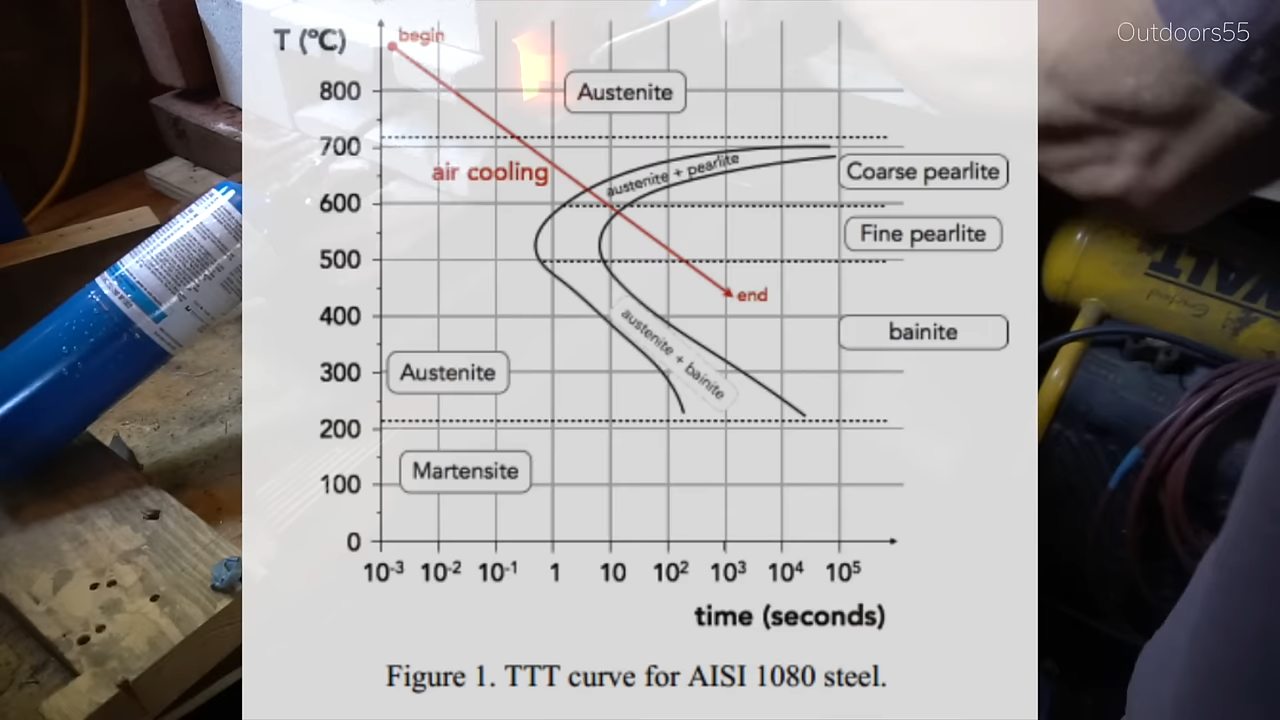 Outdoors55
T (°C)
begin
800
Austenite
700
air cooling
austenite + pearlite
Coarse pearlite
600
Fine pearlite
500
end
400
bainite
austenite + bainite
300
Austenite
200
Martensite
100
0
10-3 10-2 10-1 1 10 10² 10³ 10⁴ 10⁵
time (seconds)
Figure 1. TTT curve for AISI 1080 steel.